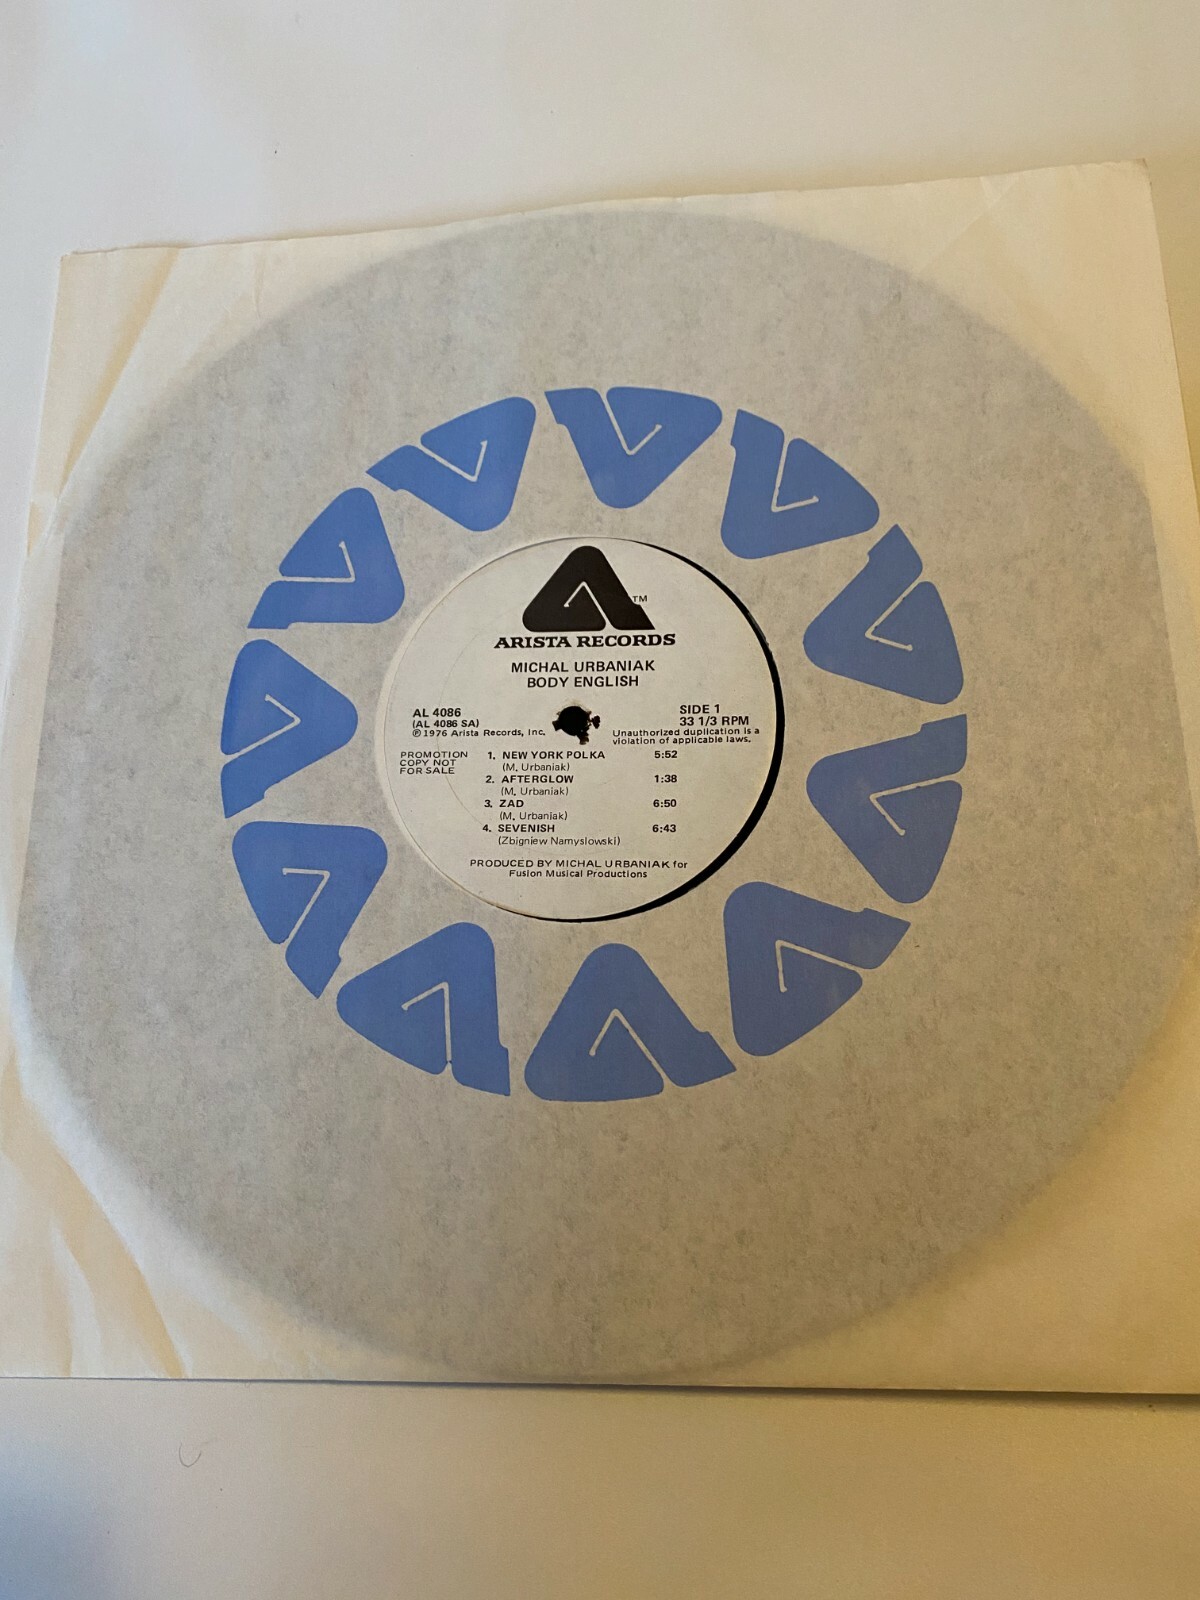 TM
ARISTA RECORDS
MICHAL URBANIAK
BODY ENGLISH
AL 4086
(AL 4086 SA)
℗1976 Arista Records, Inc.
SIDE 1
33 1/3 RPM
Unauthorized duplication is a
violation of applicable laws.
PROMOTION
COPY NOT
FOR SALE
1. NEW YORK POLKA 5:52
(M. Urbaniak)
2. AFTERGLOW 1:38
(M. Urbaniak)
3. ZAD 6:50
(M. Urbaniak)
4. SEVENISH 6:43
(Zbigniew Namyslowski)
PRODUCED BY MICHAL URBANIAK for
Fusion Musical Productions